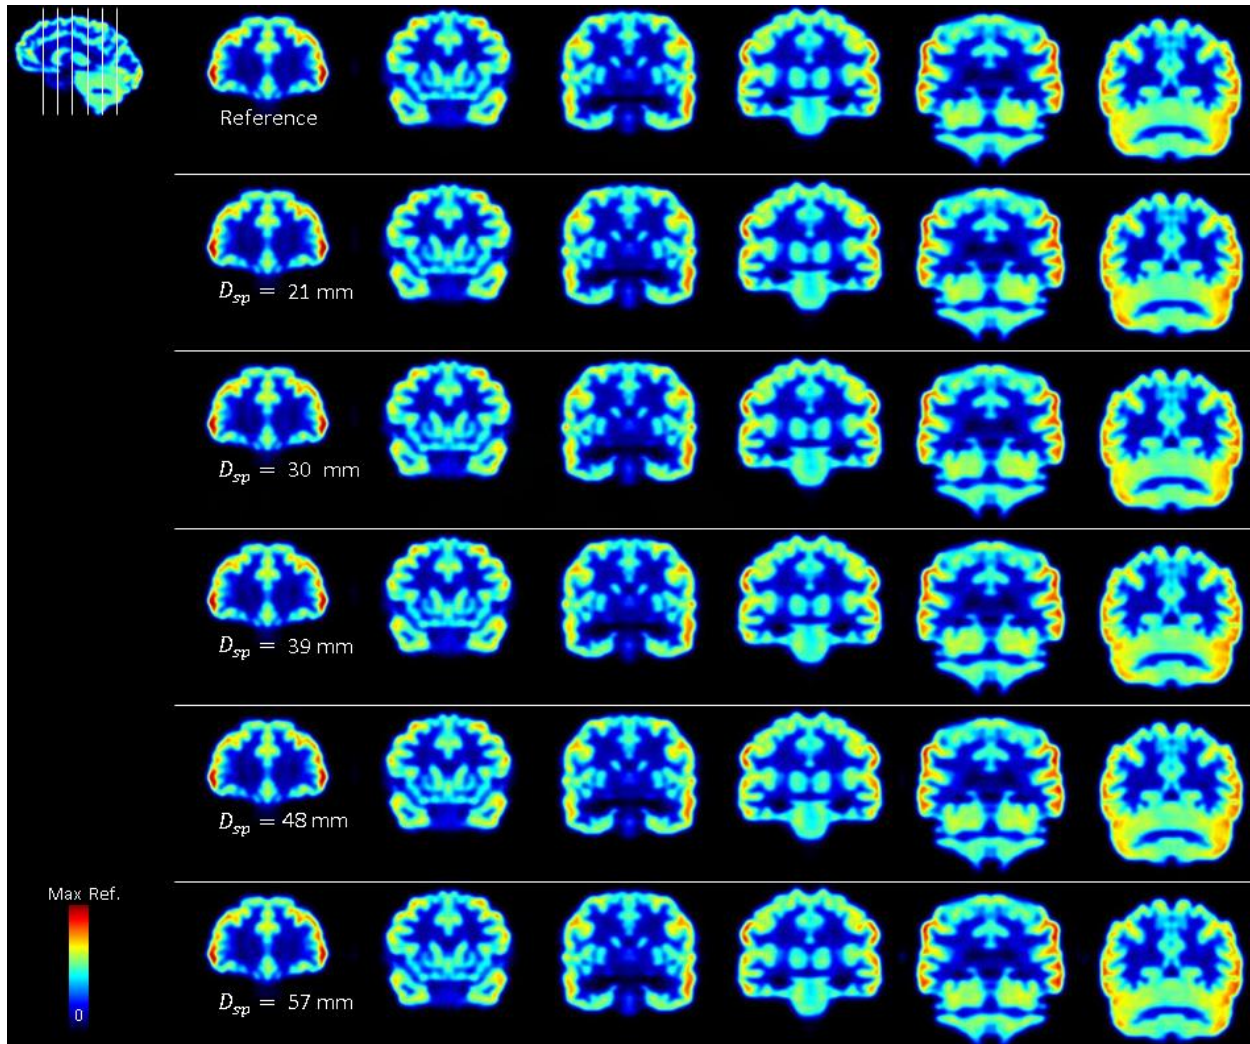 Reference
D_sp = 21 mm
D_sp = 30 mm
D_sp = 39 mm
D_sp = 48 mm
Max Ref.
0
D_sp = 57 mm